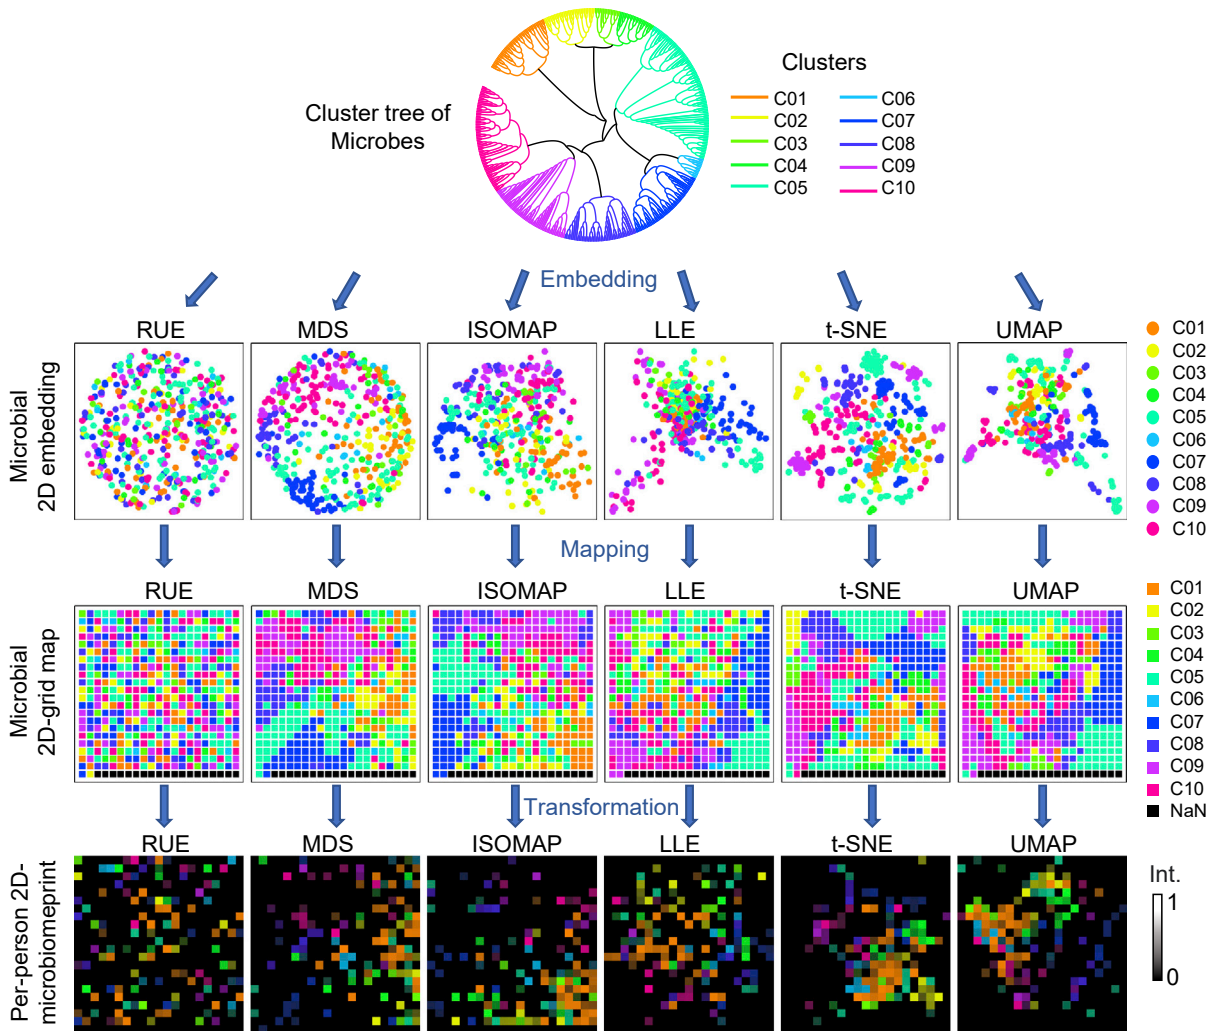 Cluster tree of
Microbes
Clusters
C01
C02
C03
C04
C05
C06
C07
C08
C09
C10
Embedding
RUE
MDS
ISOMAP
LLE
t-SNE
UMAP
Microbial
2D embedding
C01
C02
C03
C04
C05
C06
C07
C08
C09
C10
Mapping
RUE
MDS
ISOMAP
LLE
t-SNE
UMAP
Microbial
2D-grid map
C01
C02
C03
C04
C05
C06
C07
C08
C09
C10
NaN
Transformation
RUE
MDS
ISOMAP
LLE
t-SNE
UMAP
Per-person 2D-
microbiomeprint
Int.
1
0